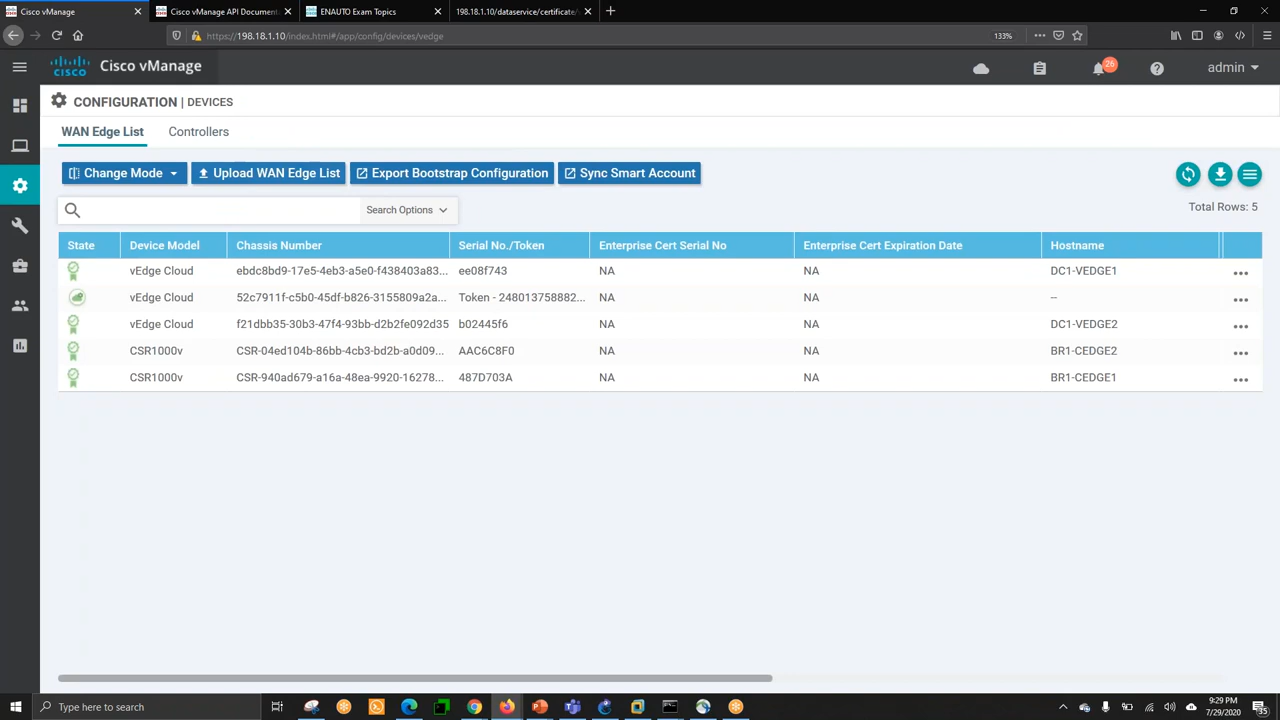 Cisco vManage
Cisco vManage API Documentat
ENAUTO Exam Topics
198.18.1.10/dataservice/certificate/
https://198.18.1.10/index.html#/app/config/devices/vedge
133%
CISCO
Cisco vManage
26
admin
CONFIGURATION | DEVICES
WAN Edge List
Controllers
Change Mode
Upload WAN Edge List
Export Bootstrap Configuration
Sync Smart Account
Search Options
Total Rows: 5
State Device Model Chassis Number Serial No./Token Enterprise Cert Serial No Enterprise Cert Expiration Date Hostname
vEdge Cloud ebdc8bd9-17e5-4eb3-a5e0-f438403a83... ee08f743 NA NA DC1-VEDGE1
vEdge Cloud 52c7911f-c5b0-45df-b826-3155809a2a... Token - 248013758882... NA NA --
vEdge Cloud f21dbb35-30b3-47f4-93bb-d2b2fe092d35 b02445f6 NA NA DC1-VEDGE2
CSR1000v CSR-04ed104b-86bb-4cb3-bd2b-a0d09... AAC6C8F0 NA NA BR1-CEDGE2
CSR1000v CSR-940ad679-a16a-48ea-9920-16278... 487D703A NA NA BR1-CEDGE1
Type here to search
9:29 PM
7/29/2020
35